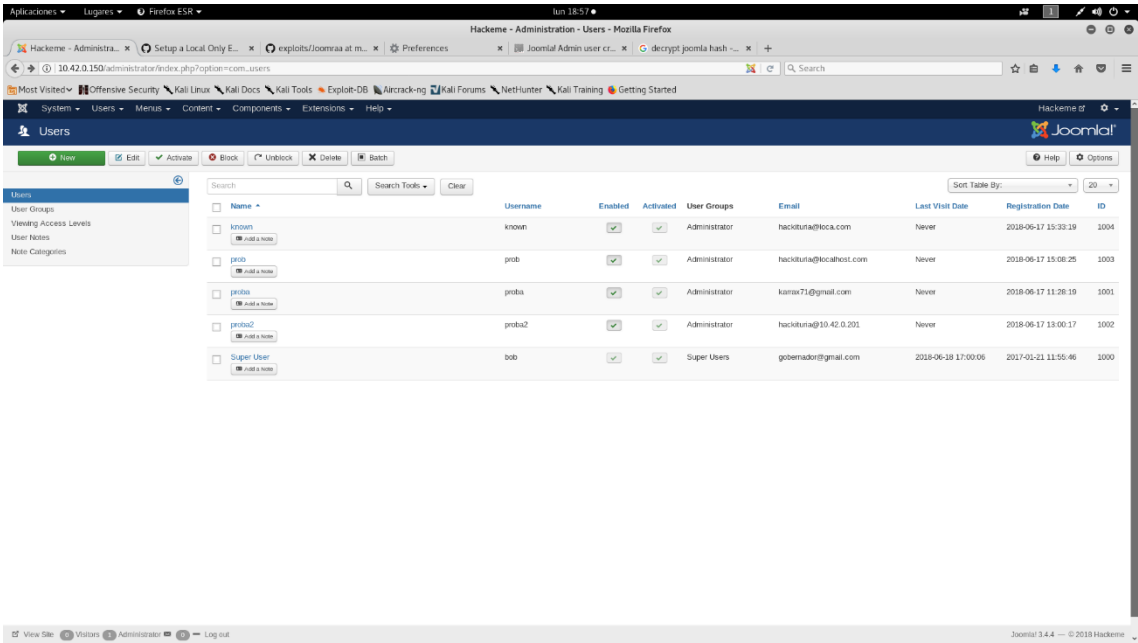 Aplicaciones Lugares Firefox ESR lun 18:57 1
Hackeme - Administration - Users - Mozilla Firefox
Hackeme - Administra... Setup a Local Only E... exploits/Joomraa at m... Preferences Joomla! Admin user cr... decrypt joomla hash -...
10.42.0.150/administrator/index.php?option=com_users Search
Most Visited Offensive Security Kali Linux Kali Docs Kali Tools Exploit-DB Aircrack-ng Kali Forums NetHunter Kali Training Getting Started
System Users Menus Content Components Extensions Help Hackeme
Users Joomla!
New Edit Activate Block Unblock Delete Batch Help Options
Users
User Groups
Viewing Access Levels
User Notes
Note Categories
Search Search Tools Clear Sort Table By: 20
Name Username Enabled Activated User Groups Email Last Visit Date Registration Date ID
known known Administrator hackituria@loca.com Never 2018-06-17 15:33:19 1004
Add a Note
prob prob Administrator hackituria@localhost.com Never 2018-06-17 15:08:25 1003
Add a Note
proba proba Administrator karrax71@gmail.com Never 2018-06-17 11:28:19 1001
Add a Note
proba2 proba2 Administrator hackituria@10.42.0.201 Never 2018-06-17 13:00:17 1002
Add a Note
Super User bob Super Users gobernador@gmail.com 2018-06-18 17:00:06 2017-01-21 11:55:46 1000
Add a Note
View Site 0 Visitors 1 Administrator 0 Log out Joomla! 3.4.4 — © 2018 Hackeme